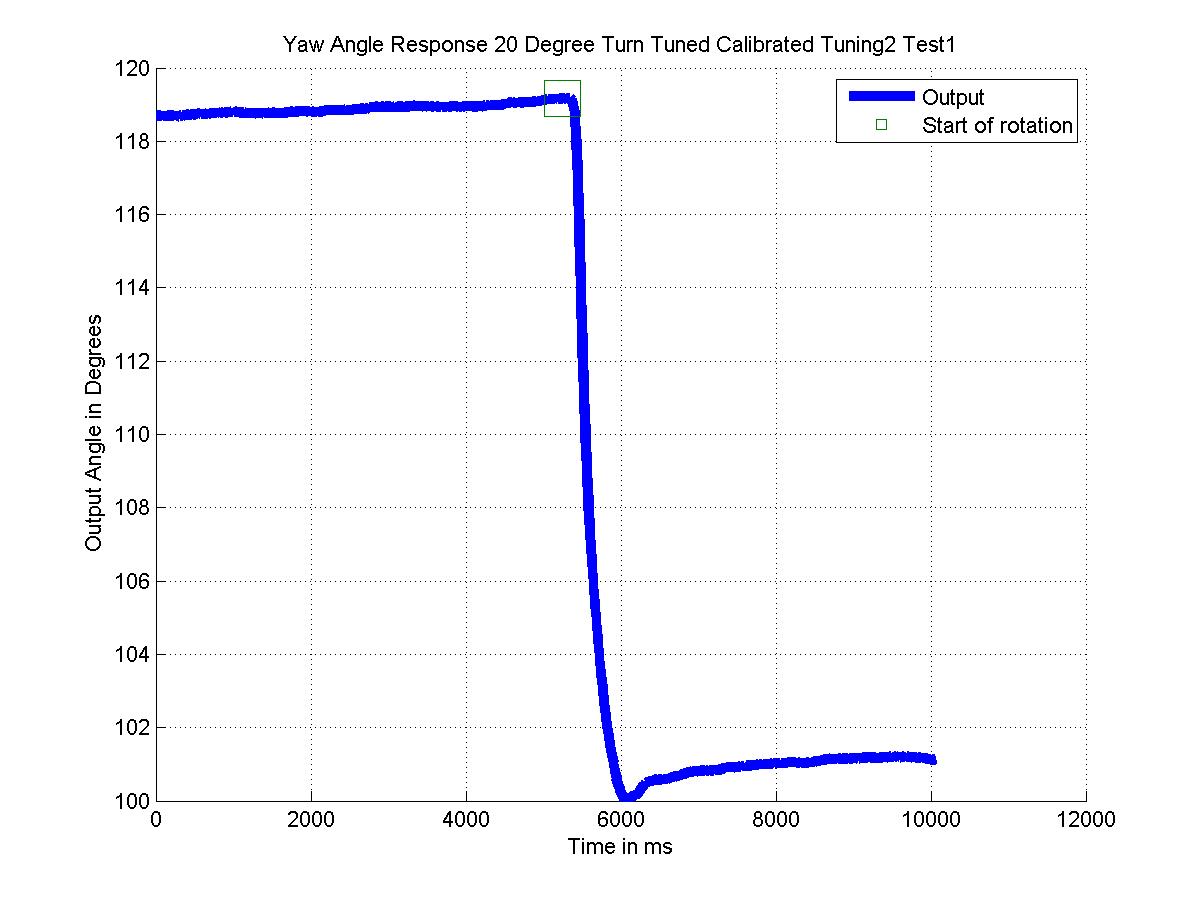 Yaw Angle Response 20 Degree Turn Tuned Calibrated Tuning2 Test1
Output
Start of rotation
120
118
116
114
112
110
108
106
104
102
100
Output Angle in Degrees
0 2000 4000 6000 8000 10000 12000
Time in ms